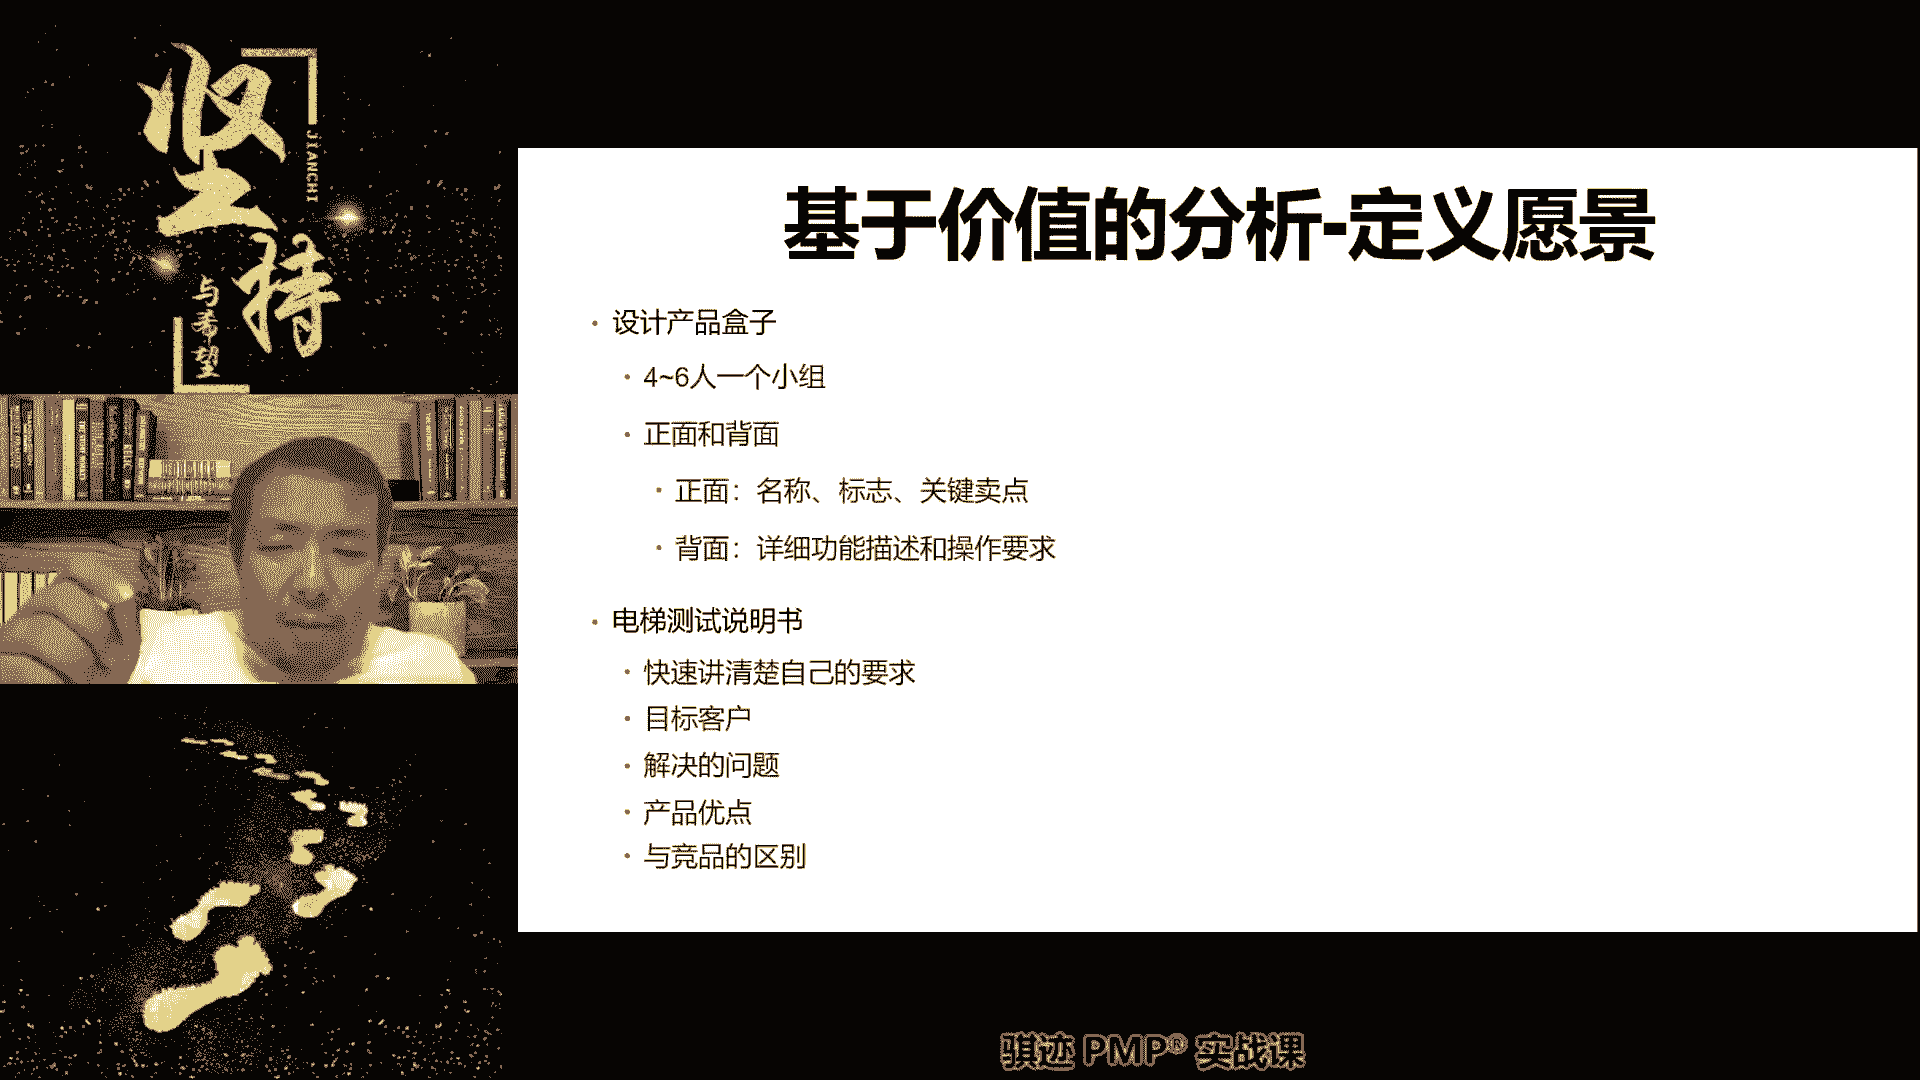 坚持
JIANCHI
与希望
基于价值的分析-定义愿景
设计产品盒子
4~6人一个小组
正面和背面
正面：名称、标志、关键卖点
背面：详细功能描述和操作要求
电梯测试说明书
快速讲清楚自己的要求
目标客户
解决的问题
产品优点
与竞品的区别
骐迹 PMP® 实战课